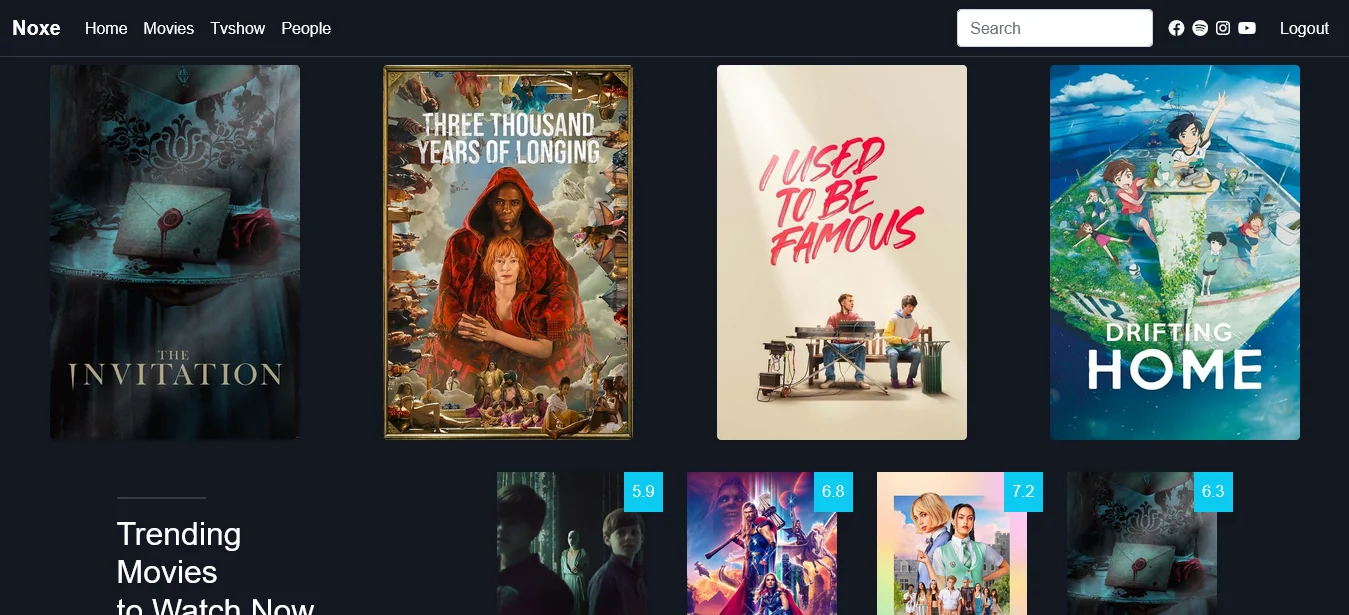 Noxe Home Movies Tvshow People Search Logout
THE
INVITATION
THREE THOUSAND
YEARS OF LONGING
I USED
TO BE
FAMOUS
112
DRIFTING
HOME
5.9 6.8 7.2 6.3
Trending
Movies
to Watch Now